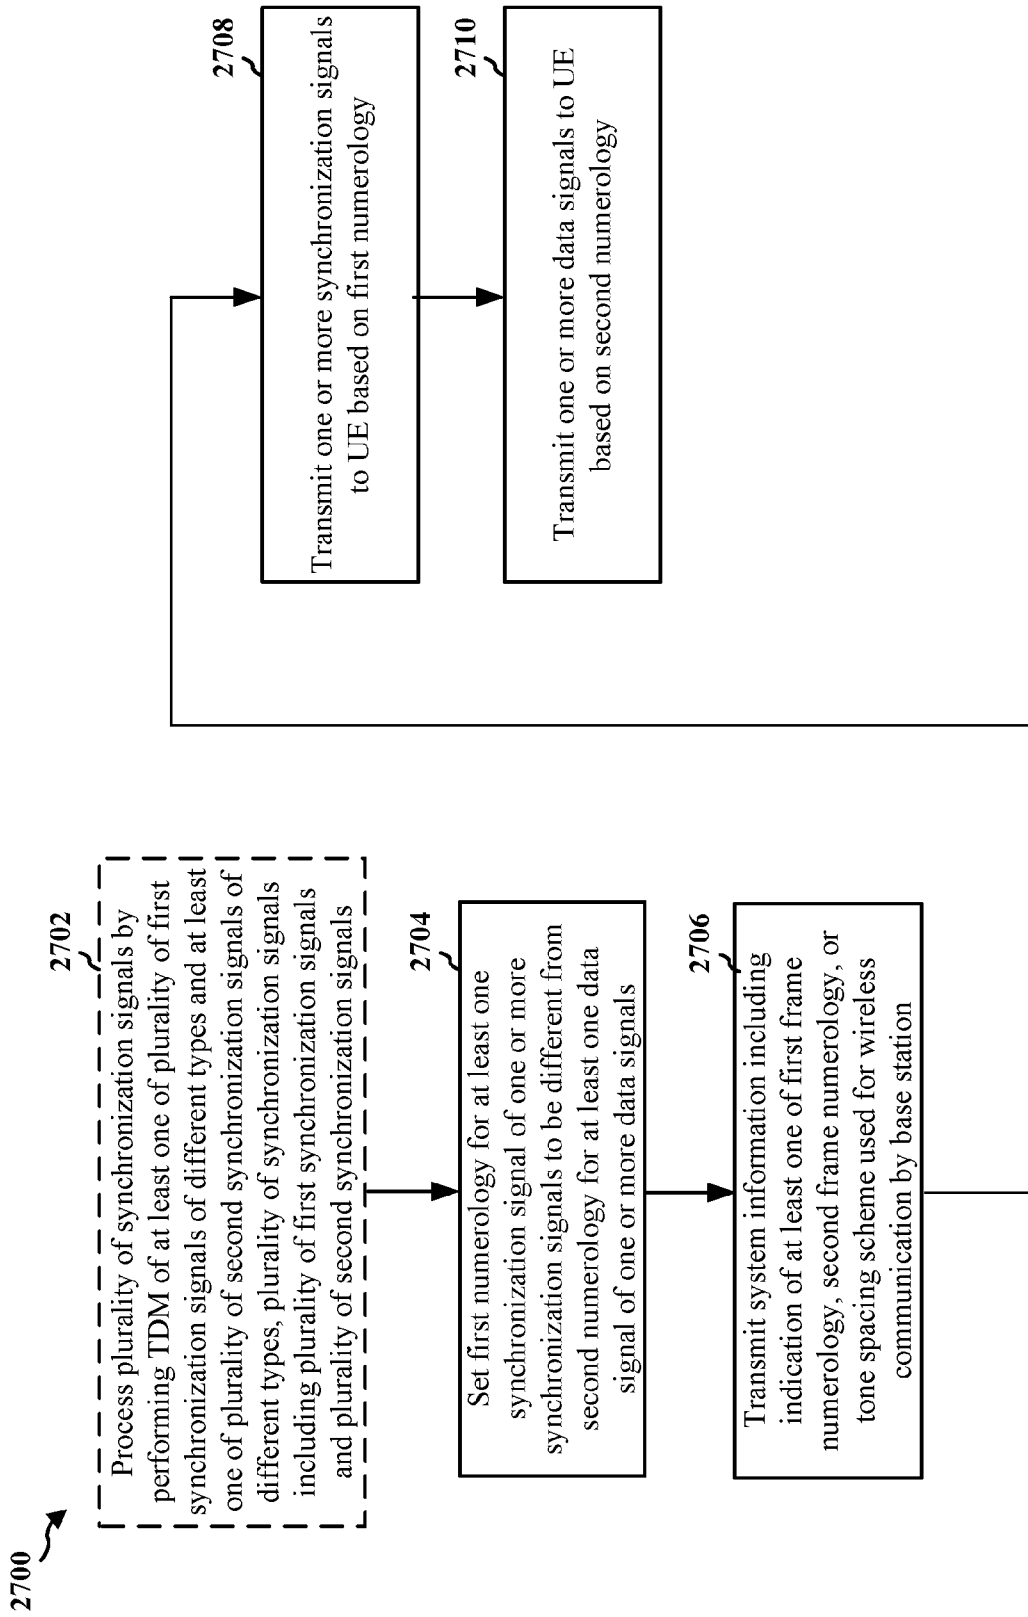 2700
2702
Process plurality of synchronization signals by
performing TDM of at least one of plurality of first
synchronization signals of different types and at least
one of plurality of second synchronization signals of
different types, plurality of synchronization signals
including plurality of first synchronization signals
and plurality of second synchronization signals
2704
Set first numerology for at least one
synchronization signal of one or more
synchronization signals to be different from
second numerology for at least one data
signal of one or more data signals
2706
Transmit system information including
indication of at least one of first frame
numerology, second frame numerology, or
tone spacing scheme used for wireless
communication by base station
2708
Transmit one or more synchronization signals
to UE based on first numerology
2710
Transmit one or more data signals to UE
based on second numerology